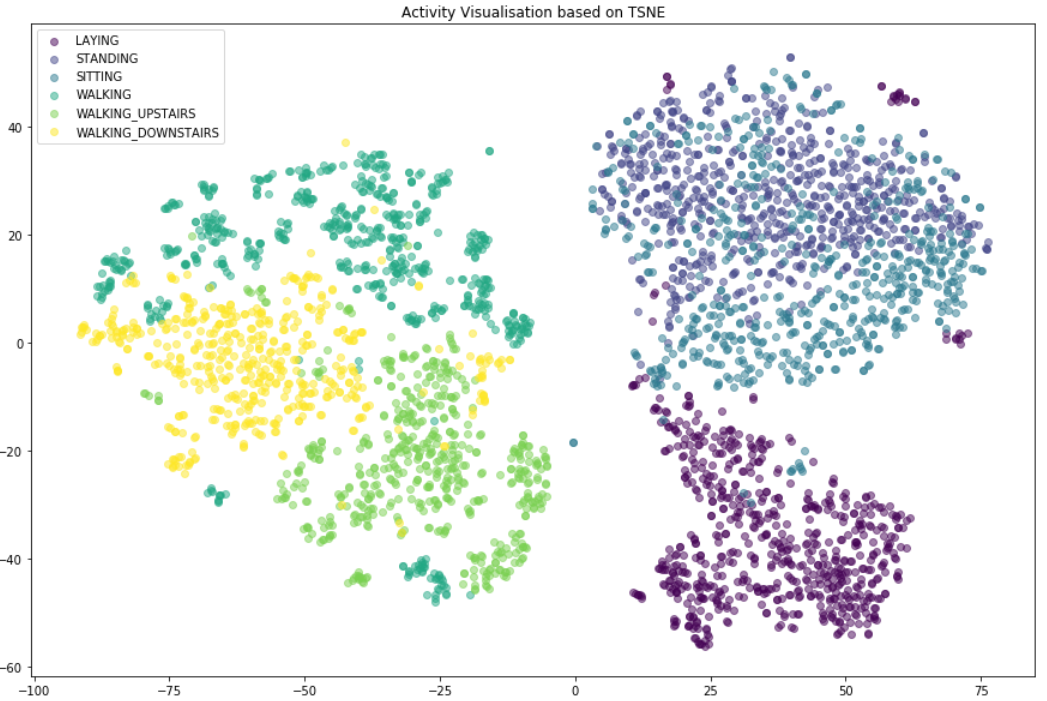 Activity Visualisation based on TSNE
LAYING
STANDING
SITTING
WALKING
WALKING_UPSTAIRS
WALKING_DOWNSTAIRS
40
20
0
−20
−40
−60
−100
−75
−50
−25
0
25
50
75